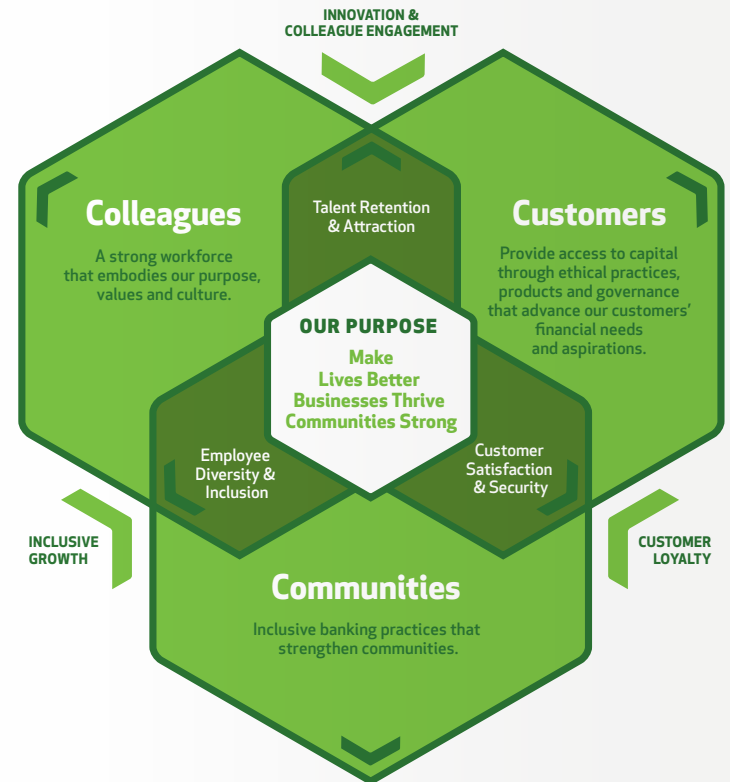 INNOVATION &
COLLEAGUE ENGAGEMENT
Colleagues
A strong workforce
that embodies our purpose,
values and culture.
Talent Retention
& Attraction
Customers
Provide access to capital
through ethical practices,
products and governance
that advance our customers’
financial needs
and aspirations.
OUR PURPOSE
Make
Lives Better
Businesses Thrive
Communities Strong
Employee
Diversity &
Inclusion
Customer
Satisfaction
& Security
INCLUSIVE
GROWTH
CUSTOMER
LOYALTY
Communities
Inclusive banking practices that
strengthen communities.